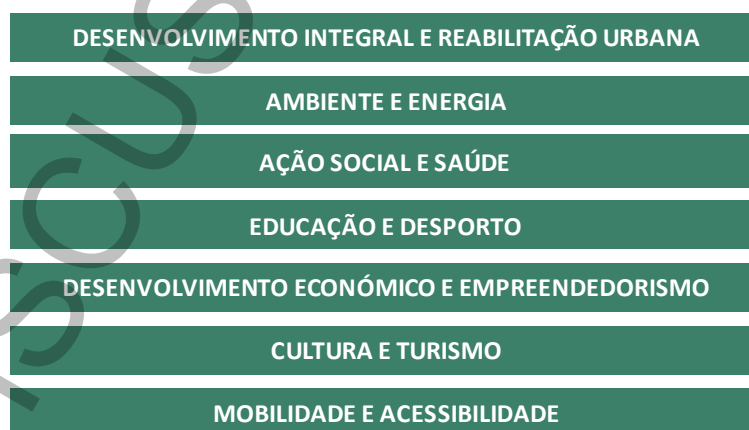 DESENVOLVIMENTO INTEGRAL E REABILITAÇÃO URBANA
AMBIENTE E ENERGIA
AÇÃO SOCIAL E SAÚDE
EDUCAÇÃO E DESPORTO
DESENVOLVIMENTO ECONÓMICO E EMPREENDEDORISMO
CULTURA E TURISMO
MOBILIDADE E ACESSIBILIDADE